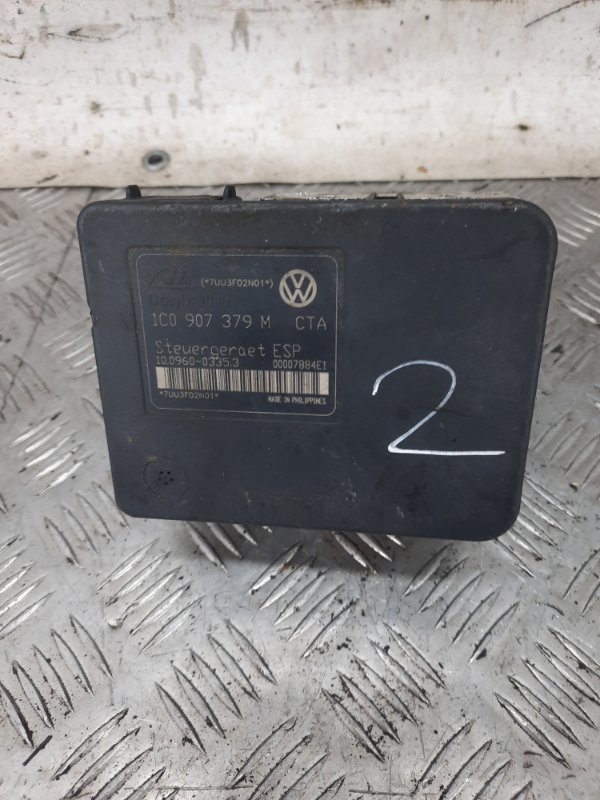 (*7UU3F02N01*)
Controller
1C0 907 379 M CTA
Steuergeraet ESP
10.0960-0335.3 00007884E1
*7UU3F02N01*
MADE IN PHILIPPINES
2